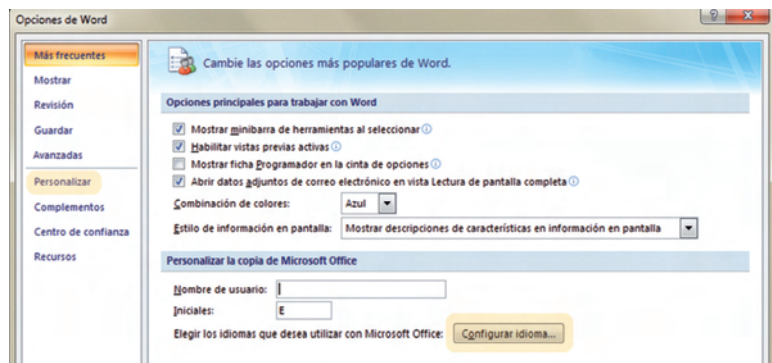 Opciones de Word
Más frecuentes
Mostrar
Revisión
Guardar
Avanzadas
Personalizar
Complementos
Centro de confianza
Recursos
Cambie las opciones más populares de Word.
Opciones principales para trabajar con Word
Mostrar minibarra de herramientas al seleccionar
Habilitar vistas previas activas
Mostrar ficha Programador en la cinta de opciones
Abrir datos adjuntos de correo electrónico en vista Lectura de pantalla completa
Combinación de colores: Azul
Estilo de información en pantalla: Mostrar descripciones de características en información en pantalla
Personalizar la copia de Microsoft Office
Nombre de usuario:
Iniciales: E
Elegir los idiomas que desea utilizar con Microsoft Office: Configurar idioma...